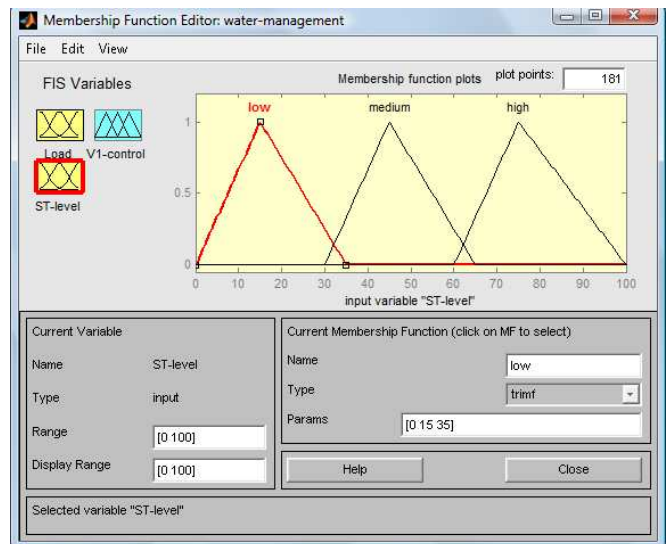 Membership Function Editor: water-management
File Edit View
FIS Variables
Membership function plots plot points: 181
low medium high
1
0.5
0
Load V1-control
ST-level
0 10 20 30 40 50 60 70 80 90 100
input variable "ST-level"
Current Variable
Name ST-level
Type input
Range [0 100]
Display Range [0 100]
Current Membership Function (click on MF to select)
Name low
Type trimf
Params [0 15 35]
Help Close
Selected variable "ST-level"